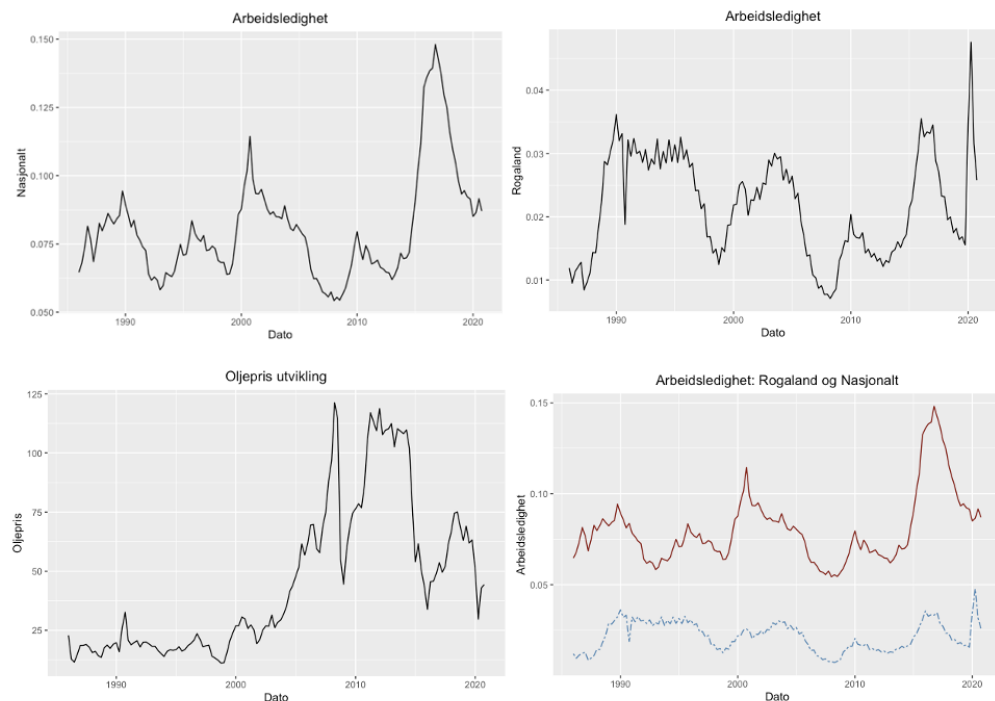 Arbeidsledighet
Nasjonalt
0.150
0.125
0.100
0.075
0.050
1990
2000
2010
2020
Dato
Arbeidsledighet
Rogaland
0.04
0.03
0.02
0.01
1990
2000
2010
2020
Dato
Oljepris utvikling
Oljepris
125
100
75
50
25
1990
2000
2010
2020
Dato
Arbeidsledighet: Rogaland og Nasjonalt
Arbeidsledighet
0.15
0.10
0.05
1990
2000
2010
2020
Dato